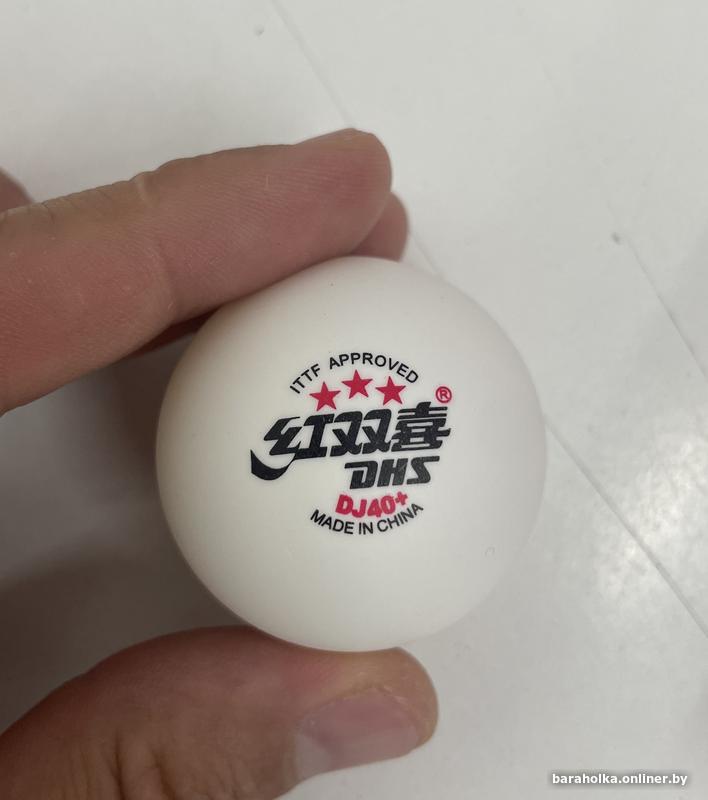 ITTF APPROVED
红双喜®
DHS
DJ40+
MADE IN CHINA
baraholka.onliner.by